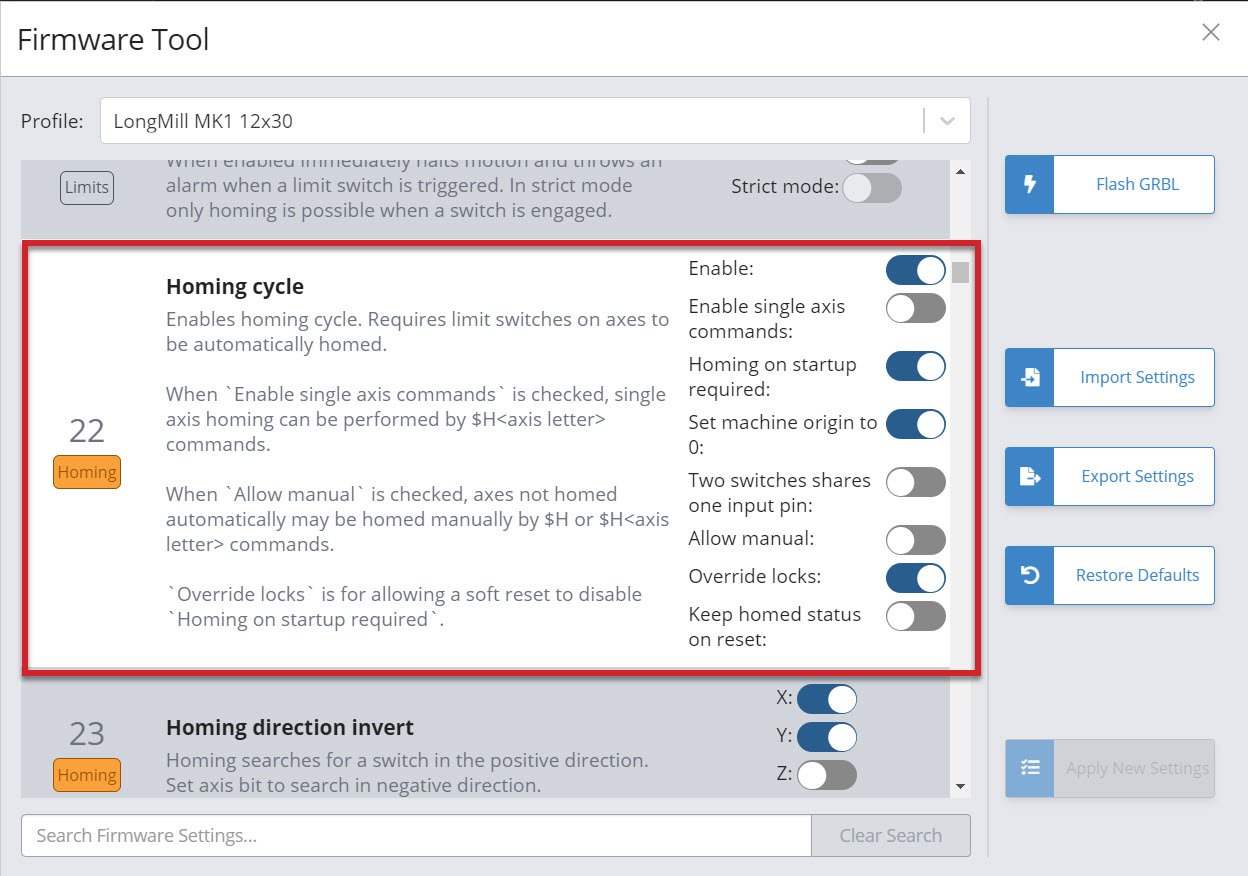 Firmware Tool
Profile:
LongMill MK1 12x30
Limits
When enabled immediately halts motion and throws an
alarm when a limit switch is triggered. In strict mode
only homing is possible when a switch is engaged.
Strict mode:
22
Homing
Homing cycle
Enables homing cycle. Requires limit switches on axes to
be automatically homed.
When `Enable single axis commands` is checked, single
axis homing can be performed by $H<axis letter>
commands.
When `Allow manual` is checked, axes not homed
automatically may be homed manually by $H or $H<axis
letter> commands.
`Override locks` is for allowing a soft reset to disable
`Homing on startup required`.
Enable:
Enable single axis
commands:
Homing on startup
required:
Set machine origin to
0:
Two switches shares
one input pin:
Allow manual:
Override locks:
Keep homed status
on reset:
23
Homing
Homing direction invert
Homing searches for a switch in the positive direction.
Set axis bit to search in negative direction.
X:
Y:
Z:
Search Firmware Settings...
Clear Search
Flash GRBL
Import Settings
Export Settings
Restore Defaults
Apply New Settings